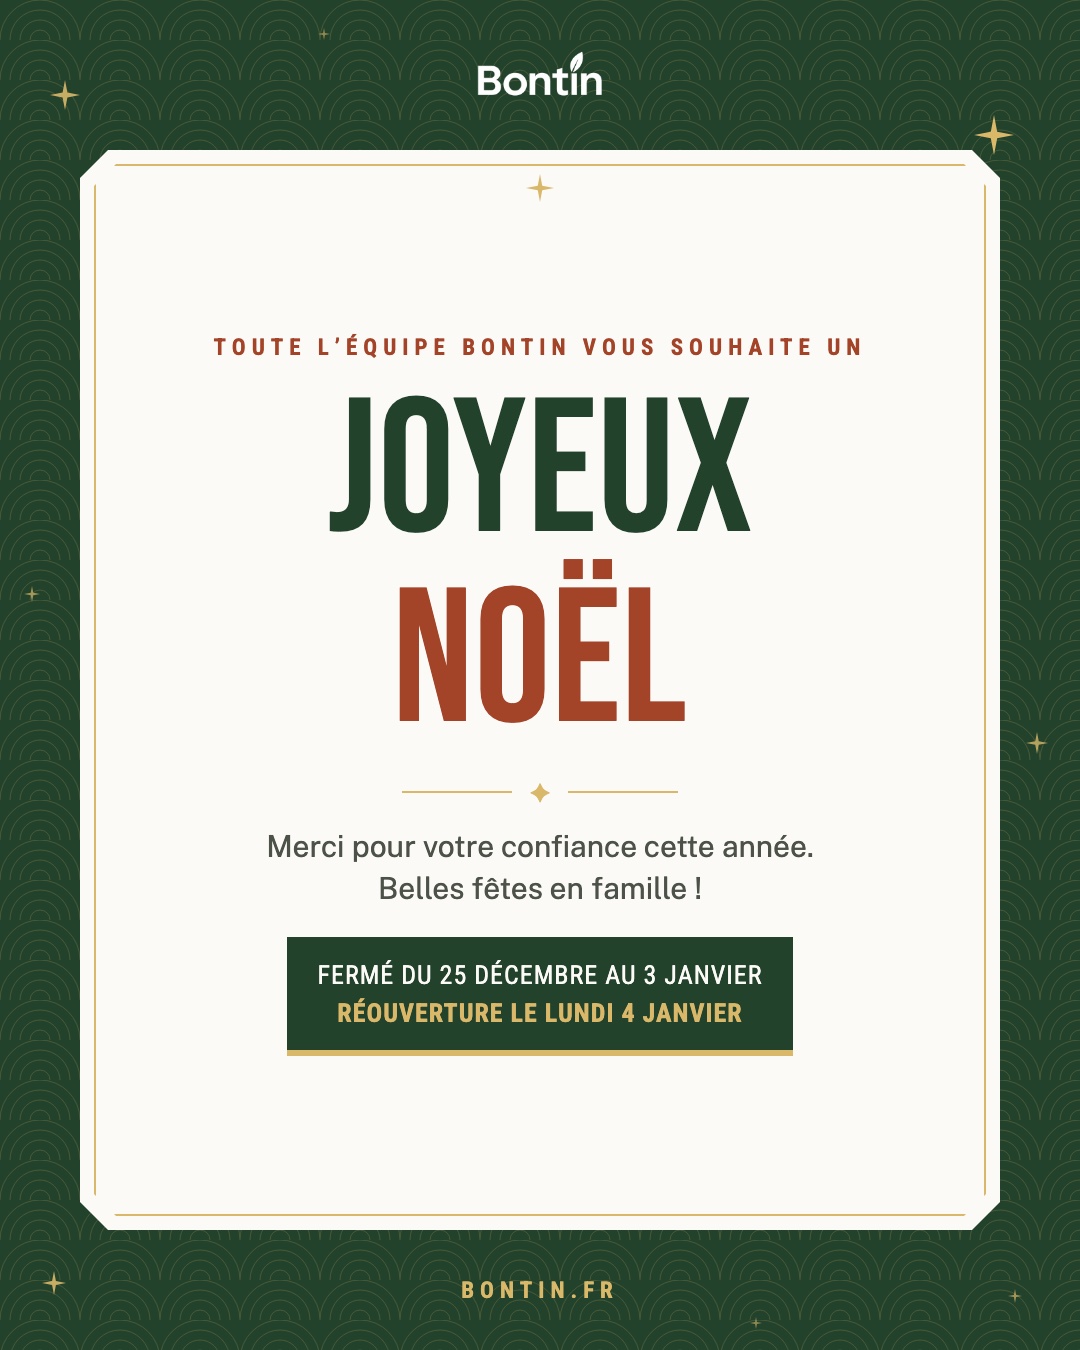 Bontin
TOUTE L’ÉQUIPE BONTIN VOUS SOUHAITE UN
JOYEUX
NOËL
Merci pour votre confiance cette année.
Belles fêtes en famille !
FERMÉ DU 25 DÉCEMBRE AU 3 JANVIER
RÉOUVERTURE LE LUNDI 4 JANVIER
BONTIN.FR